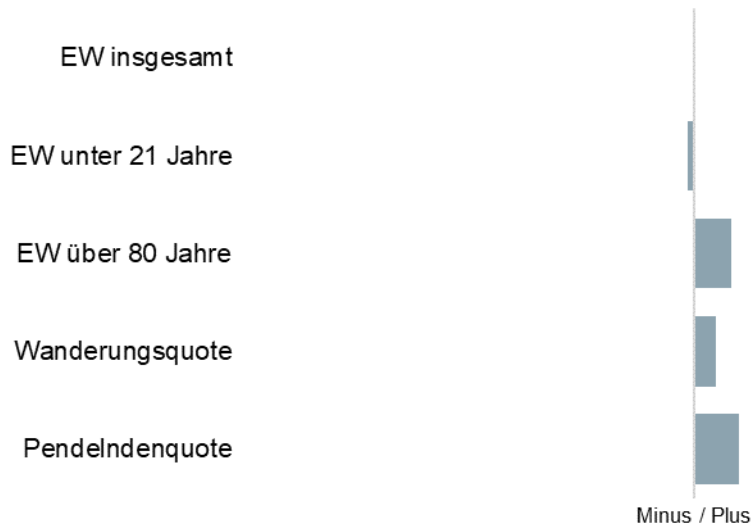 EW insgesamt
EW unter 21 Jahre
EW über 80 Jahre
Wanderungsquote
Pendelndenquote
Minus / Plus